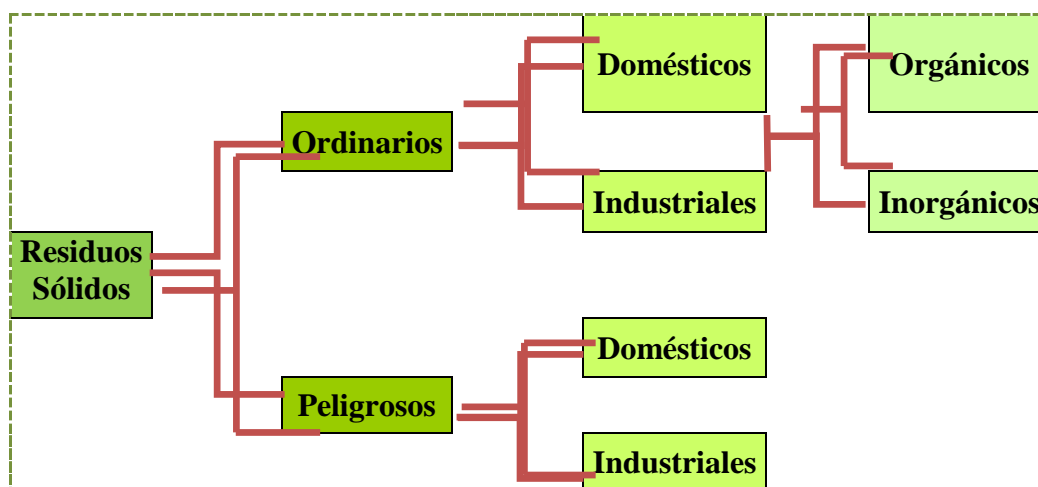 Residuos
Sólidos
Ordinarios
Domésticos
Industriales
Orgánicos
Inorgánicos
Peligrosos
Domésticos
Industriales